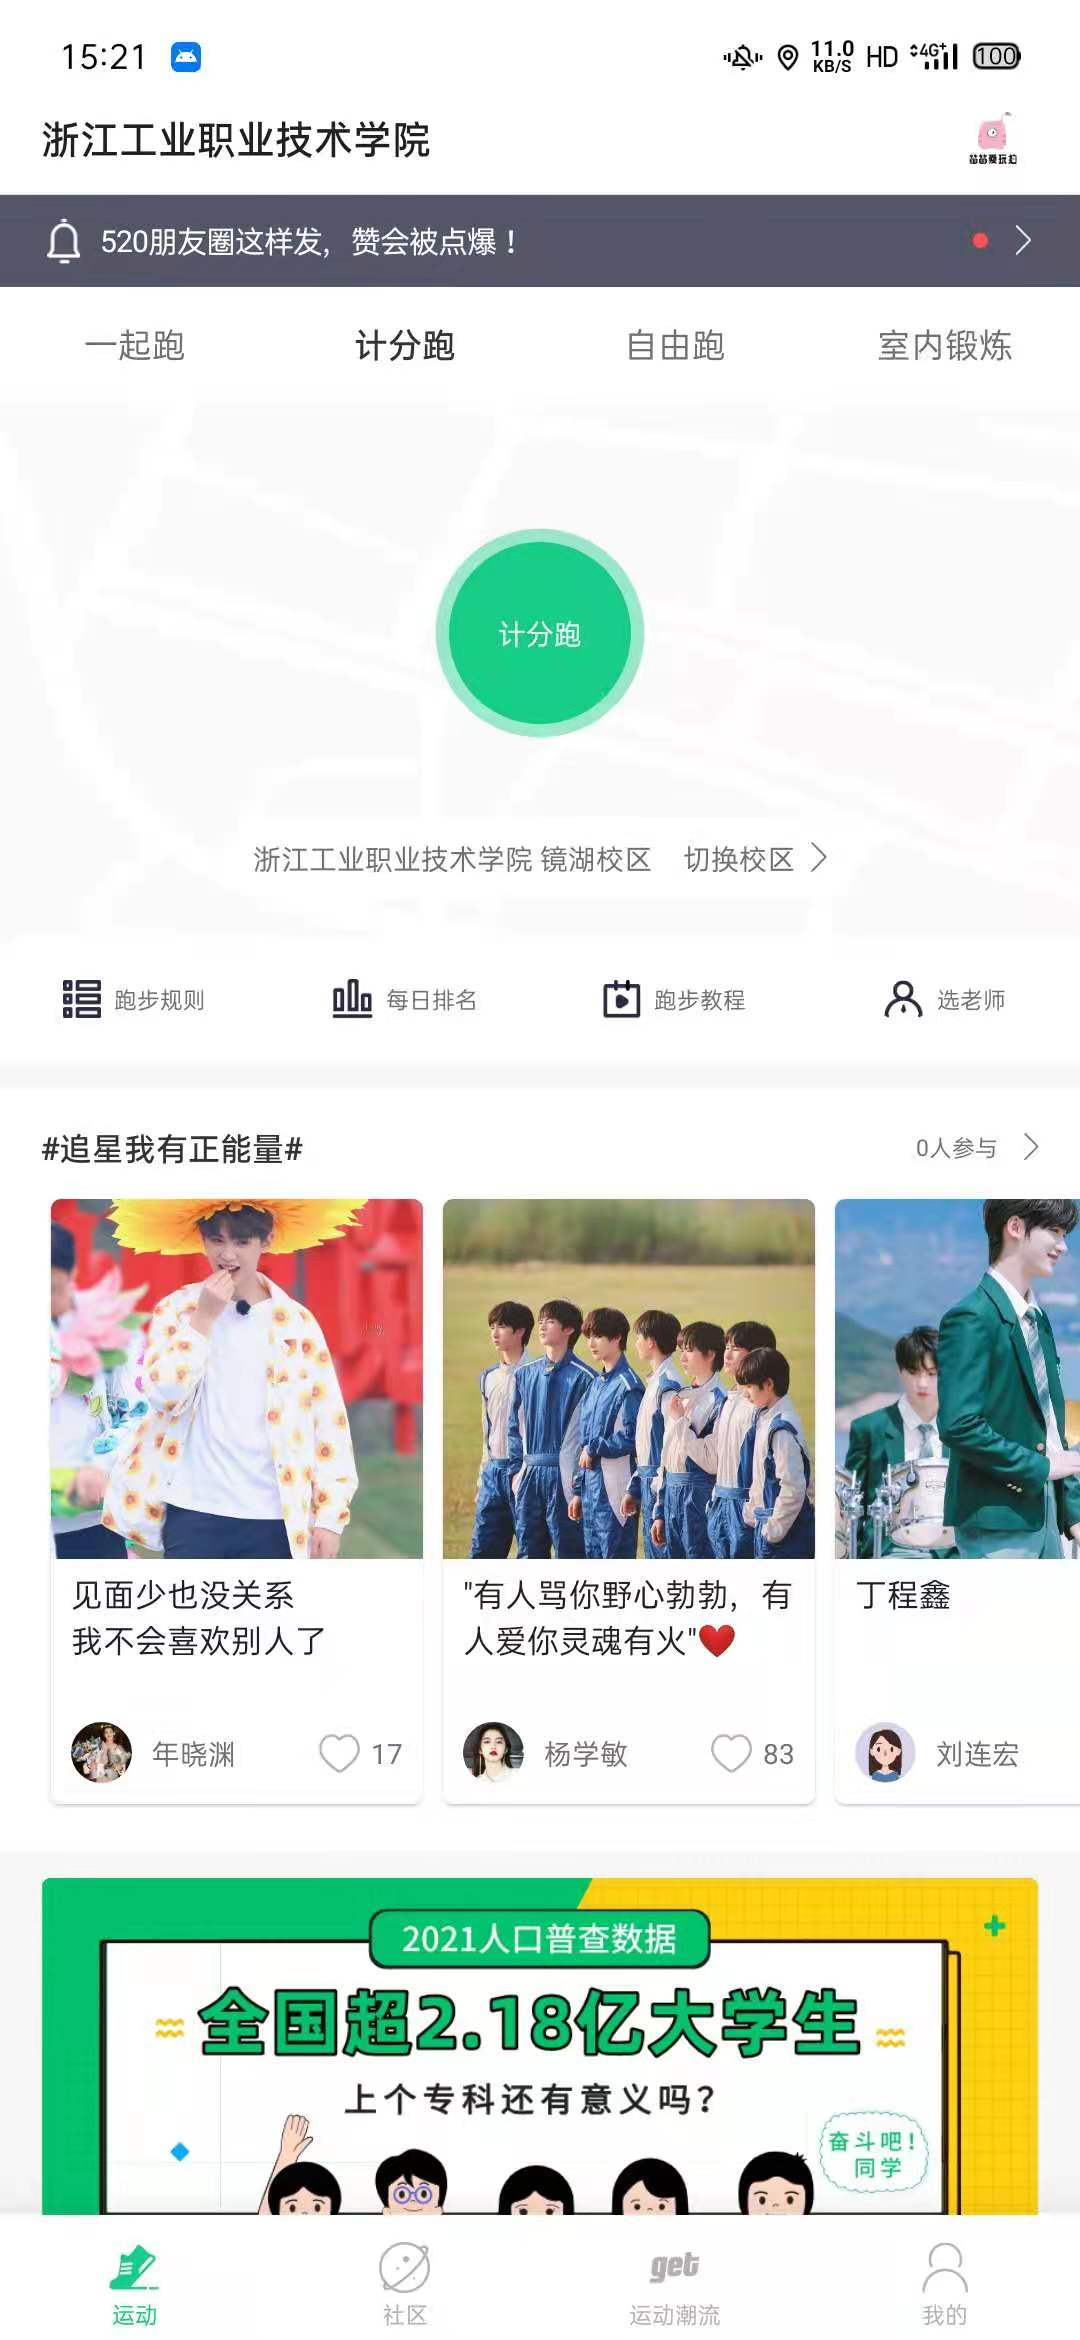 15:21
11.0
KB/S
HD
4G+
100
浙江工业职业技术学院
笛笛爱玩泊
520朋友圈这样发，赞会被点爆！
一起跑
计分跑
自由跑
室内锻炼
计分跑
浙江工业职业技术学院 镜湖校区
切换校区
跑步规则
每日排名
跑步教程
选老师
#追星我有正能量#
0人参与
见面少也没关系
我不会喜欢别人了
年晓渊
17
"有人骂你野心勃勃，有
人爱你灵魂有火"❤️
杨学敏
83
丁程鑫
刘连宏
2021人口普查数据
全国超2.18亿大学生
上个专科还有意义吗？
奋斗吧！
同学
运动
社区
get
运动潮流
我的